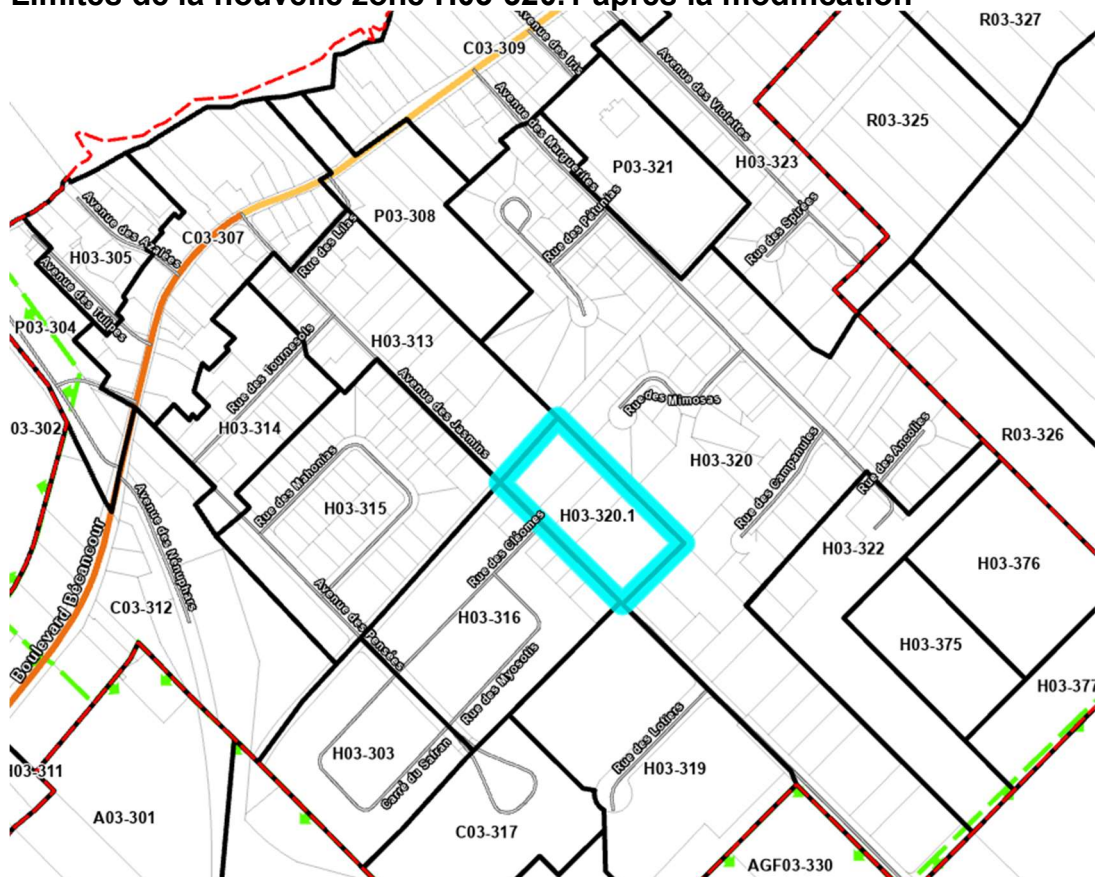 Limites de la nouvelle zone H03-320.1 après la modification
R03-327
C03-309
Avenue des Iris
Avenue des Violettes
Avenue des Marguerites
R03-325
P03-321
H03-323
Avenue des Azalées
C03-307
P03-308
Rue des Pétunias
Rue des Spirées
H03-305
Rue des Lilas
Avenue des Tulipes
P03-304
H03-313
Rue des Tournesols
Avenue des Jasmins
Rue des Mimosas
03-302
H03-314
R03-326
H03-320
Rue des Ancolies
Rue des Mahonias
Rue des Campanules
H03-315
H03-320.1
Avenue des Nénuphars
Rue des Cléomes
H03-322
H03-376
Boulevard Bécancour
C03-312
H03-316
Avenue des Pensées
H03-375
Rue des Myosotis
H03-377
Rue des Lotiers
H03-303
H03-319
H03-311
Carré du Safran
A03-301
C03-317
AGF03-330